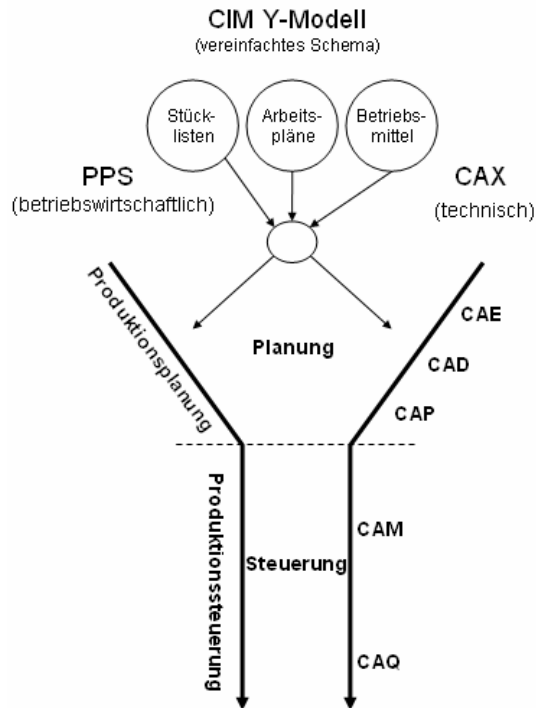 CIM Y-Modell
(vereinfachtes Schema)
Stück-
listen
Arbeits-
pläne
Betriebs-
mittel
PPS
(betriebswirtschaftlich)
CAX
(technisch)
Produktionsplanung
Planung
CAE
CAD
CAP
Produktionssteuerung
Steuerung
CAM
CAQ